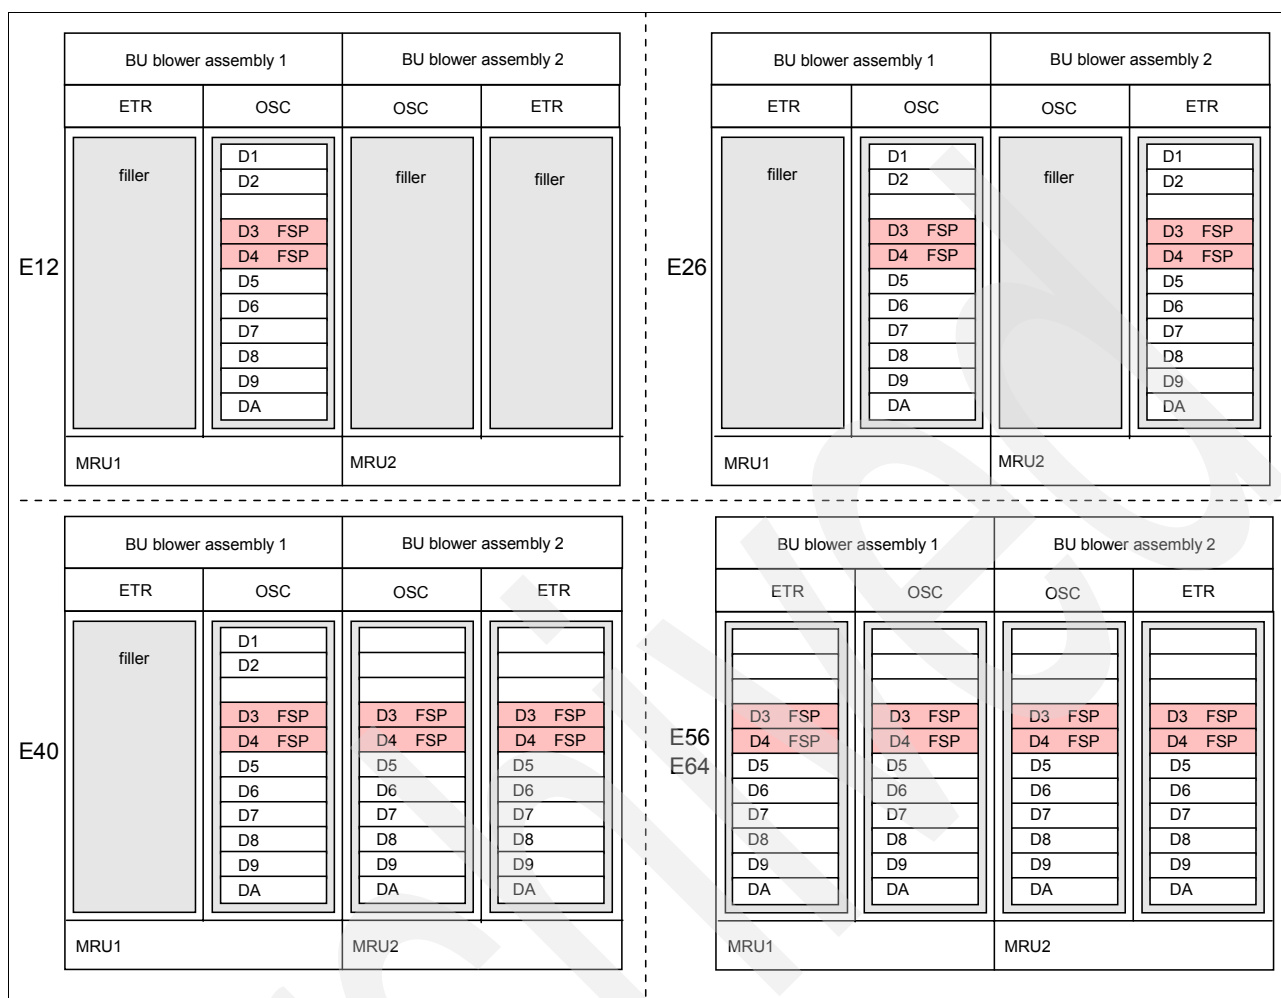 BU blower assembly 1 BU blower assembly 2
ETR OSC OSC ETR
filler D1 filler filler
D2
D3 FSP
E12 D4 FSP
D5
D6
D7
D8
D9
DA
MRU1 MRU2
BU blower assembly 1 BU blower assembly 2
ETR OSC OSC ETR
filler D1 filler D1
D2 D2
D3 FSP D3 FSP
E26 D4 FSP D4 FSP
D5 D5
D6 D6
D7 D7
D8 D8
D9 D9
DA DA
MRU1 MRU2
BU blower assembly 1 BU blower assembly 2
ETR OSC OSC ETR
filler D1
D2
D3 FSP D3 FSP D3 FSP
E40 D4 FSP D4 FSP D4 FSP
D5 D5 D5
D6 D6 D6
D7 D7 D7
D8 D8 D8
D9 D9 D9
DA DA DA
MRU1 MRU2
BU blower assembly 1 BU blower assembly 2
ETR OSC OSC ETR
D3 FSP D3 FSP D3 FSP D3 FSP
E56 D4 FSP D4 FSP D4 FSP D4 FSP
E64 D5 D5 D5 D5
D6 D6 D6 D6
D7 D7 D7 D7
D8 D8 D8 D8
D9 D9 D9 D9
DA DA DA DA
MRU1 MRU2